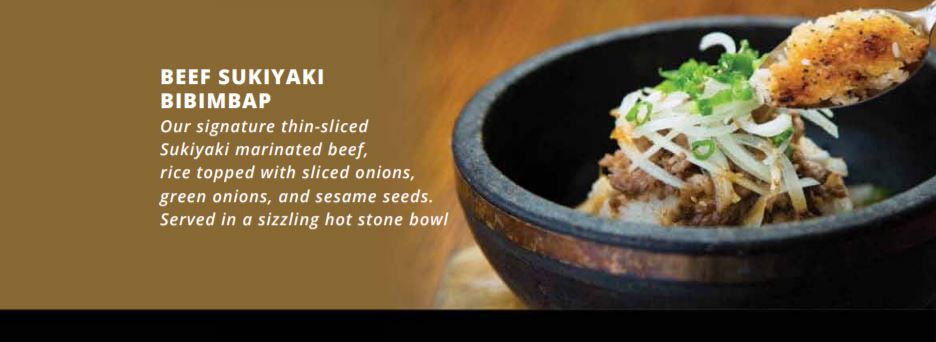 BEEF SUKIYAKI
BIBIMBAP
Our signature thin-sliced
Sukiyaki marinated beef,
rice topped with sliced onions,
green onions, and sesame seeds.
Served in a sizzling hot stone bowl